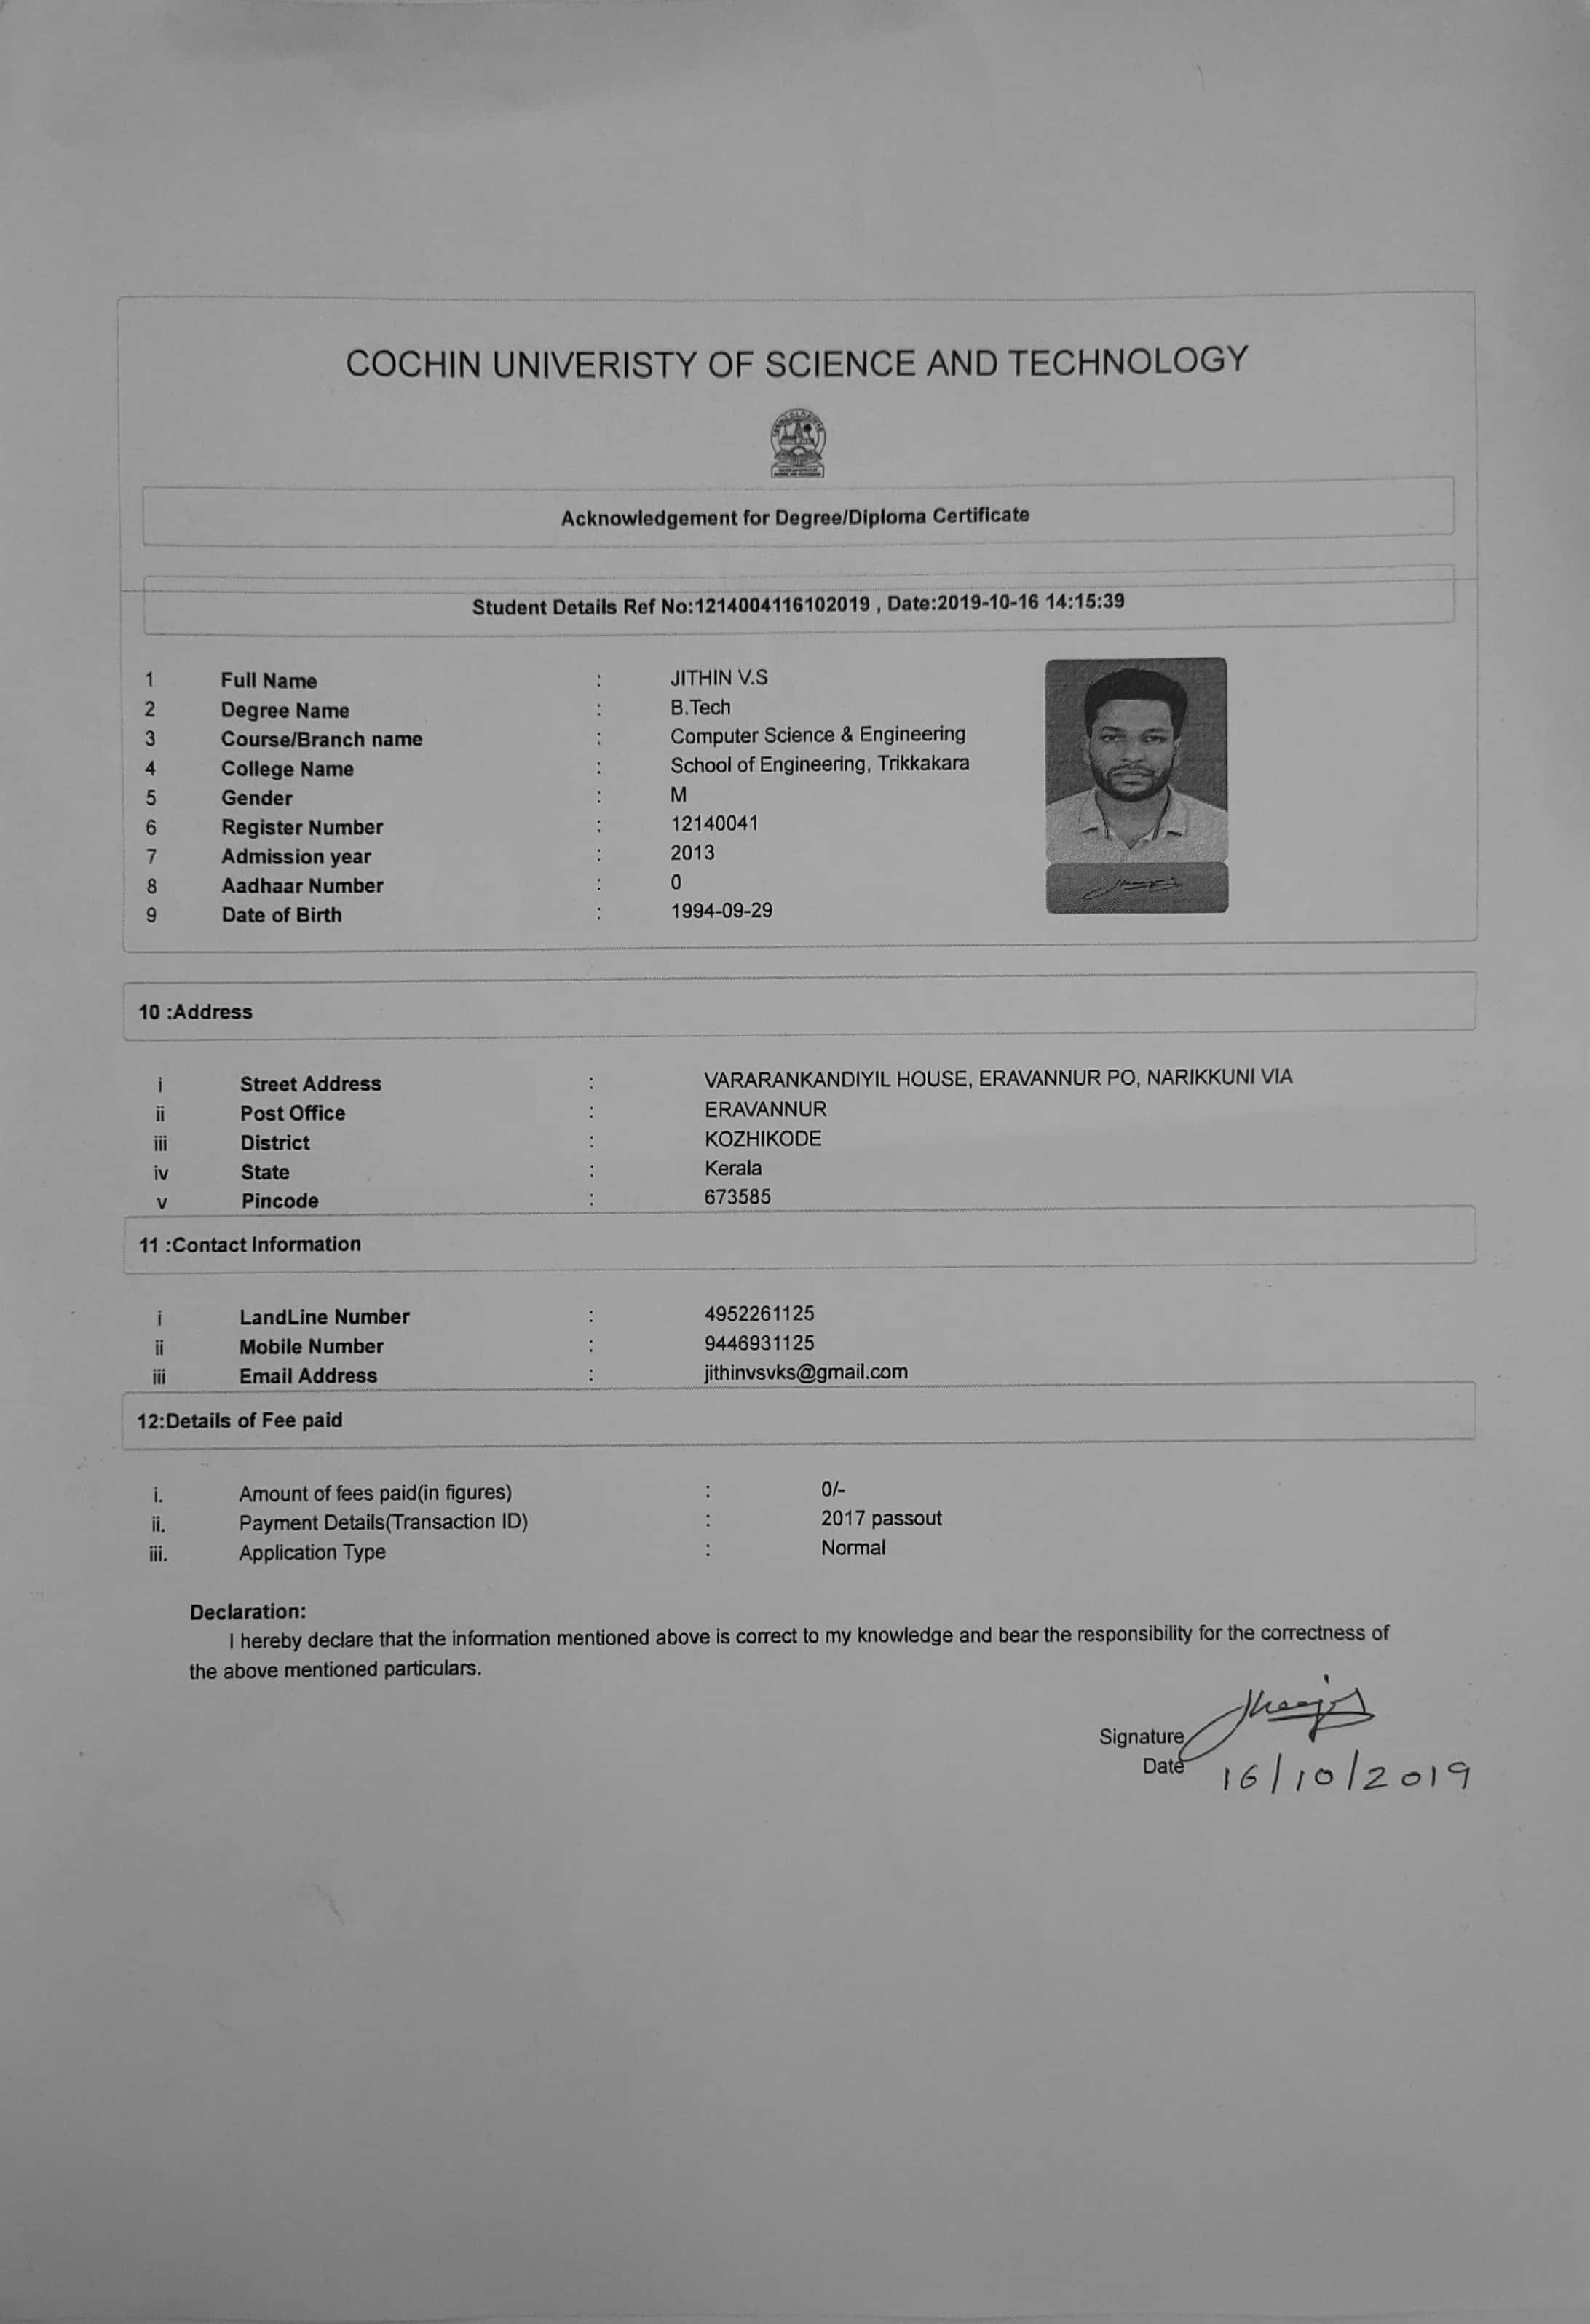 COCHIN UNIVERISTY OF SCIENCE AND TECHNOLOGY
Acknowledgement for Degree/Diploma Certificate
Student Details Ref No:1214004116102019 , Date:2019-10-16 14:15:39
1 Full Name : JITHIN V.S
2 Degree Name : B.Tech
3 Course/Branch name : Computer Science & Engineering
4 College Name : School of Engineering, Trikkakara
5 Gender : M
6 Register Number : 12140041
7 Admission year : 2013
8 Aadhaar Number : 0
9 Date of Birth : 1994-09-29
10 :Address
i Street Address : VARARANKANDIYIL HOUSE, ERAVANNUR PO, NARIKKUNI VIA
ii Post Office : ERAVANNUR
iii District : KOZHIKODE
iv State : Kerala
v Pincode : 673585
11 :Contact Information
i LandLine Number : 4952261125
ii Mobile Number : 9446931125
iii Email Address : jithinvsvks@gmail.com
12:Details of Fee paid
i. Amount of fees paid(in figures) : 0/-
ii. Payment Details(Transaction ID) : 2017 passout
iii. Application Type : Normal
Declaration:
I hereby declare that the information mentioned above is correct to my knowledge and bear the responsibility for the correctness of
the above mentioned particulars.
Signature
Date 16/10/2019